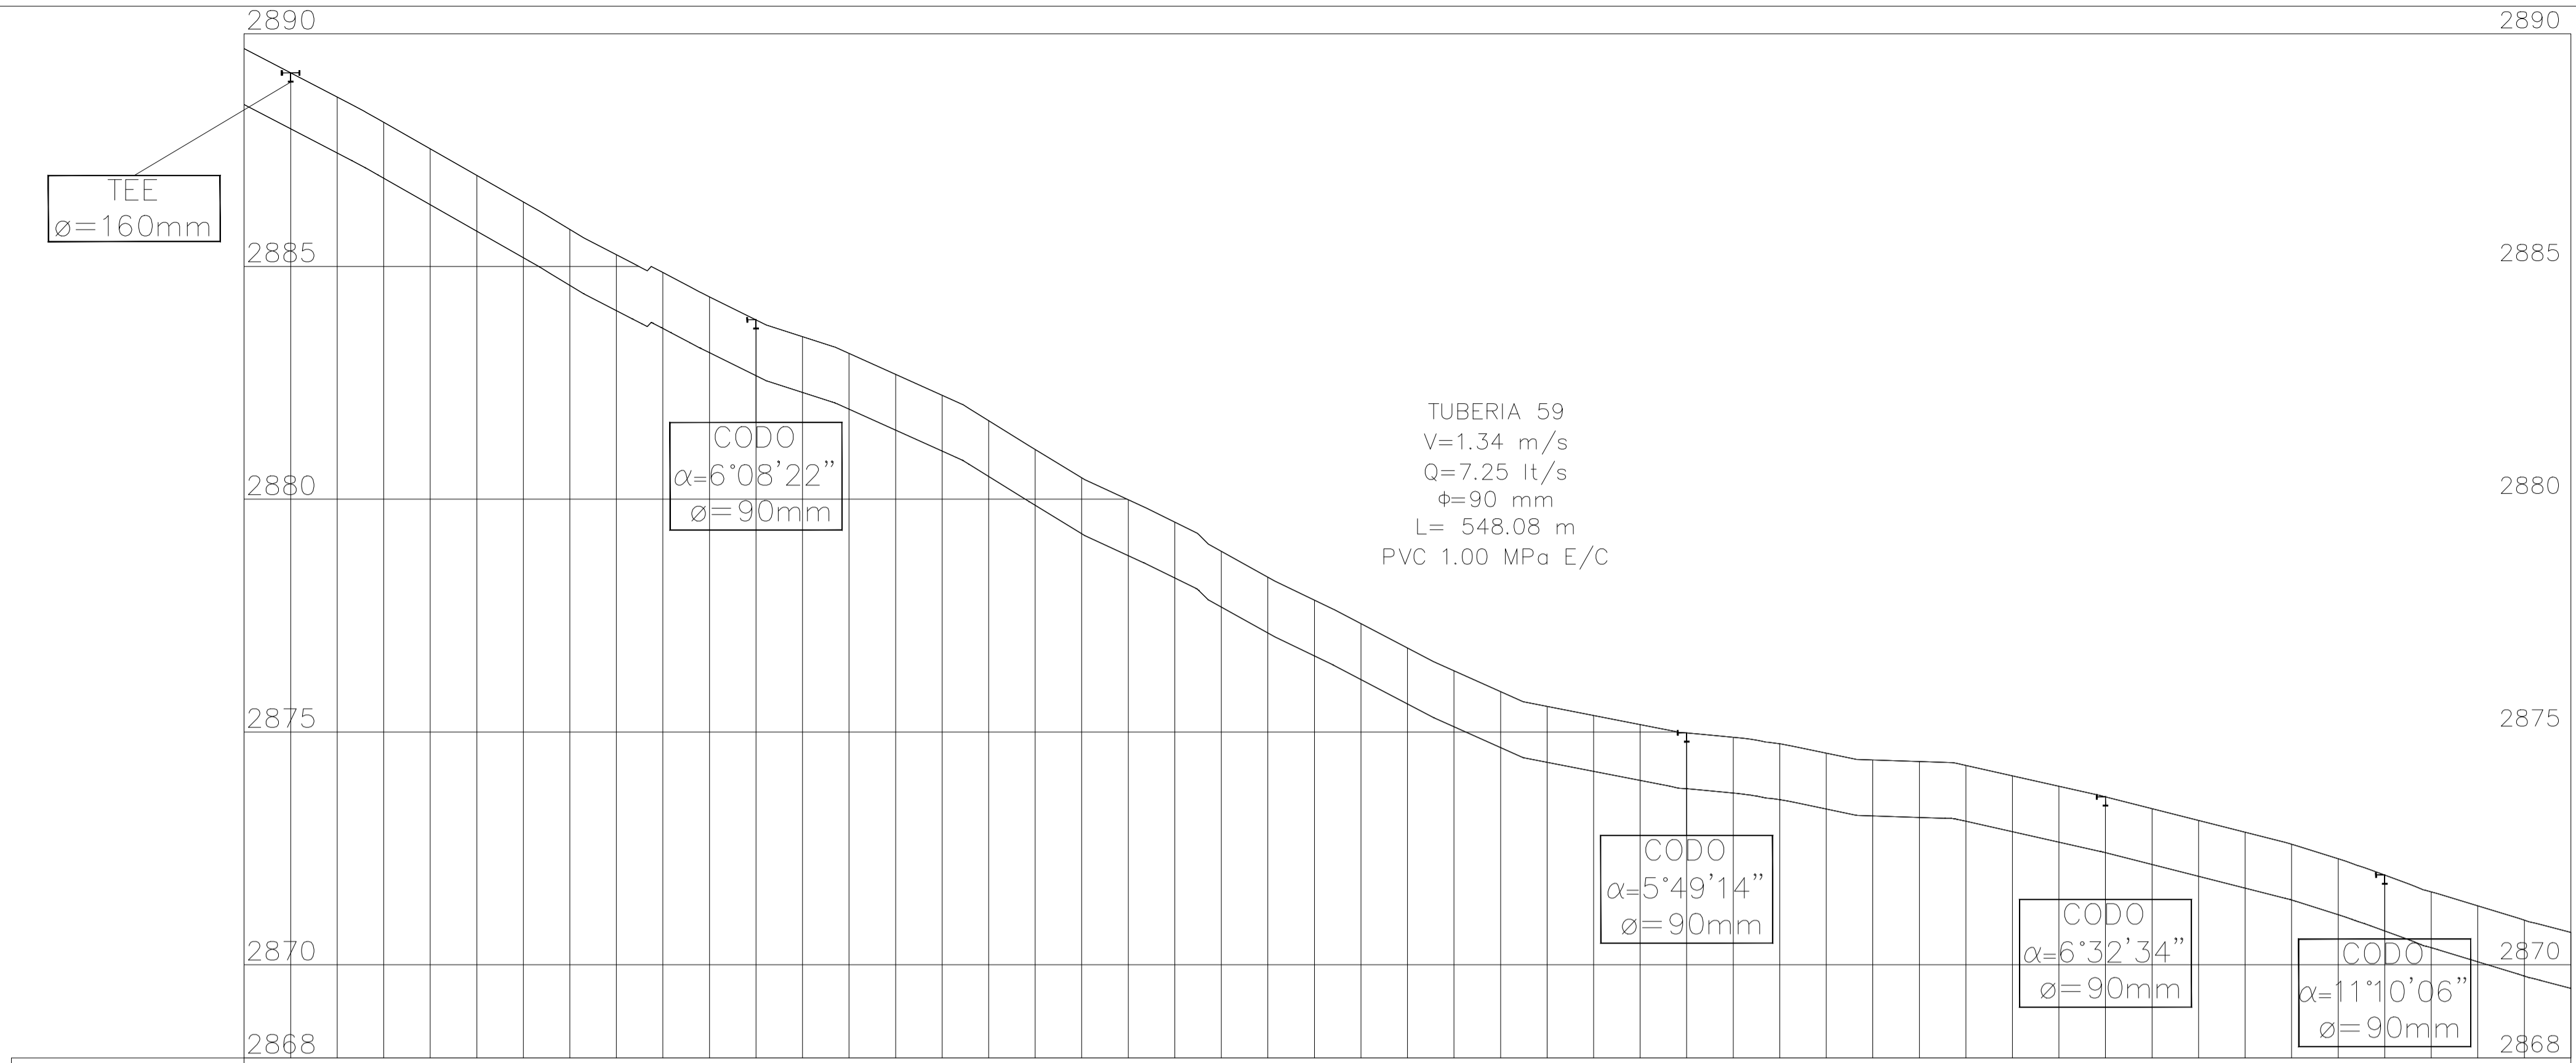 2890 2890
TEE
ø=160mm
2885 2885
TUBERIA 59
V=1.34 m/s
Q=7.25 lt/s
Φ=90 mm
L= 548.08 m
PVC 1.00 MPa E/C
CODO
α=6°08'22"
ø=90mm
2880 2880
2875 2875
CODO
α=5°49'14"
ø=90mm
CODO
α=6°32'34"
ø=90mm
2870 2870
CODO
α=11°10'06"
ø=90mm
2868 2868